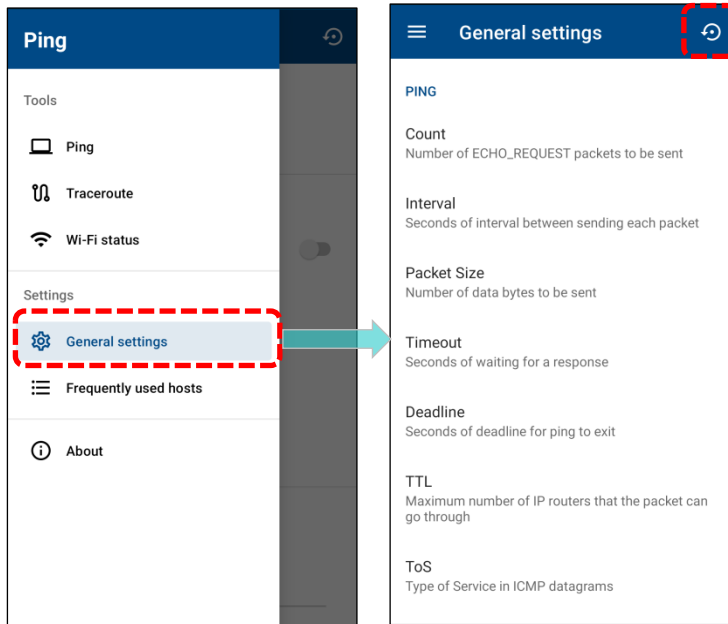 Ping
Tools
Ping
Traceroute
Wi-Fi status
Settings
General settings
Frequently used hosts
About
General settings
PING
Count
Number of ECHO_REQUEST packets to be sent
Interval
Seconds of interval between sending each packet
Packet Size
Number of data bytes to be sent
Timeout
Seconds of waiting for a response
Deadline
Seconds of deadline for ping to exit
TTL
Maximum number of IP routers that the packet can
go through
ToS
Type of Service in ICMP datagrams